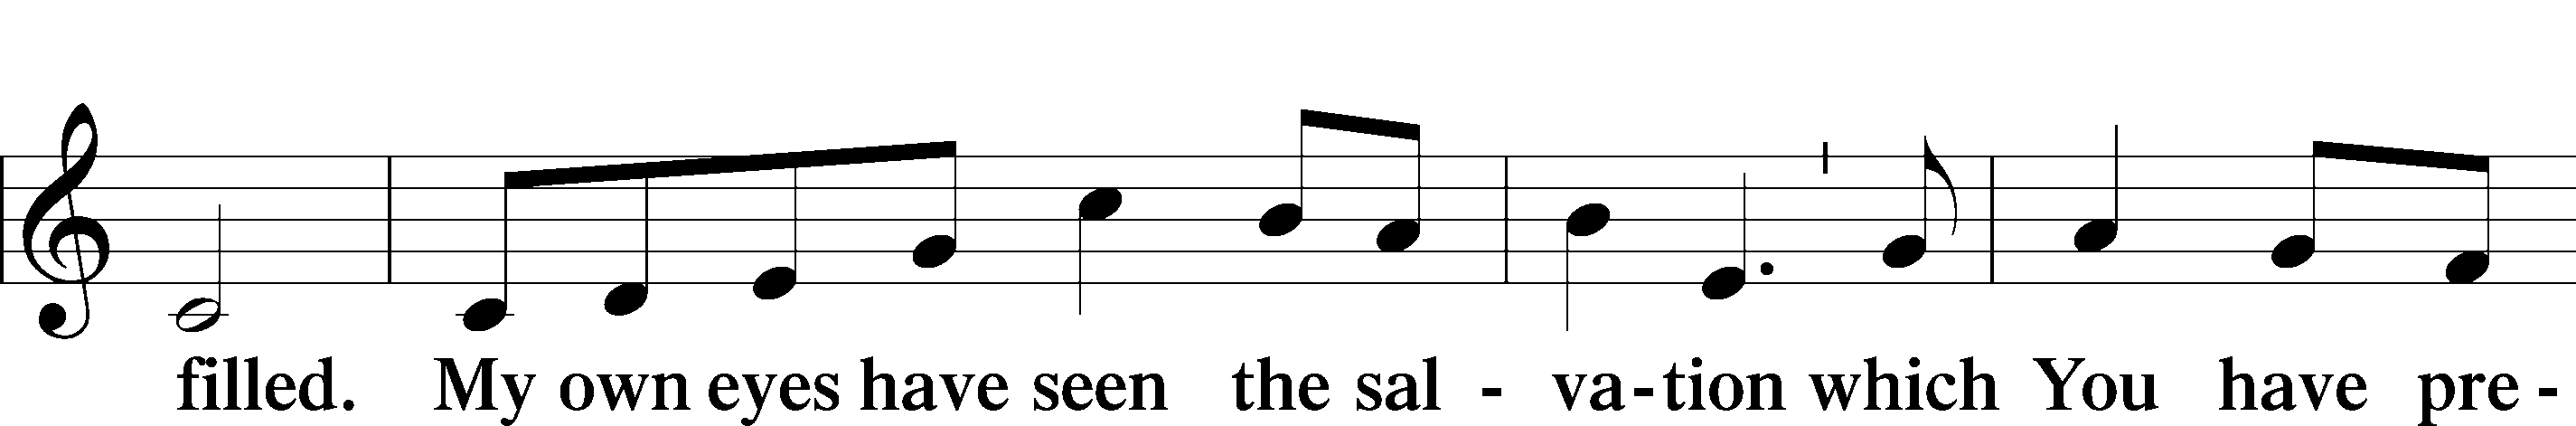 filled. My own eyes have seen the sal - va-tion which You have pre -